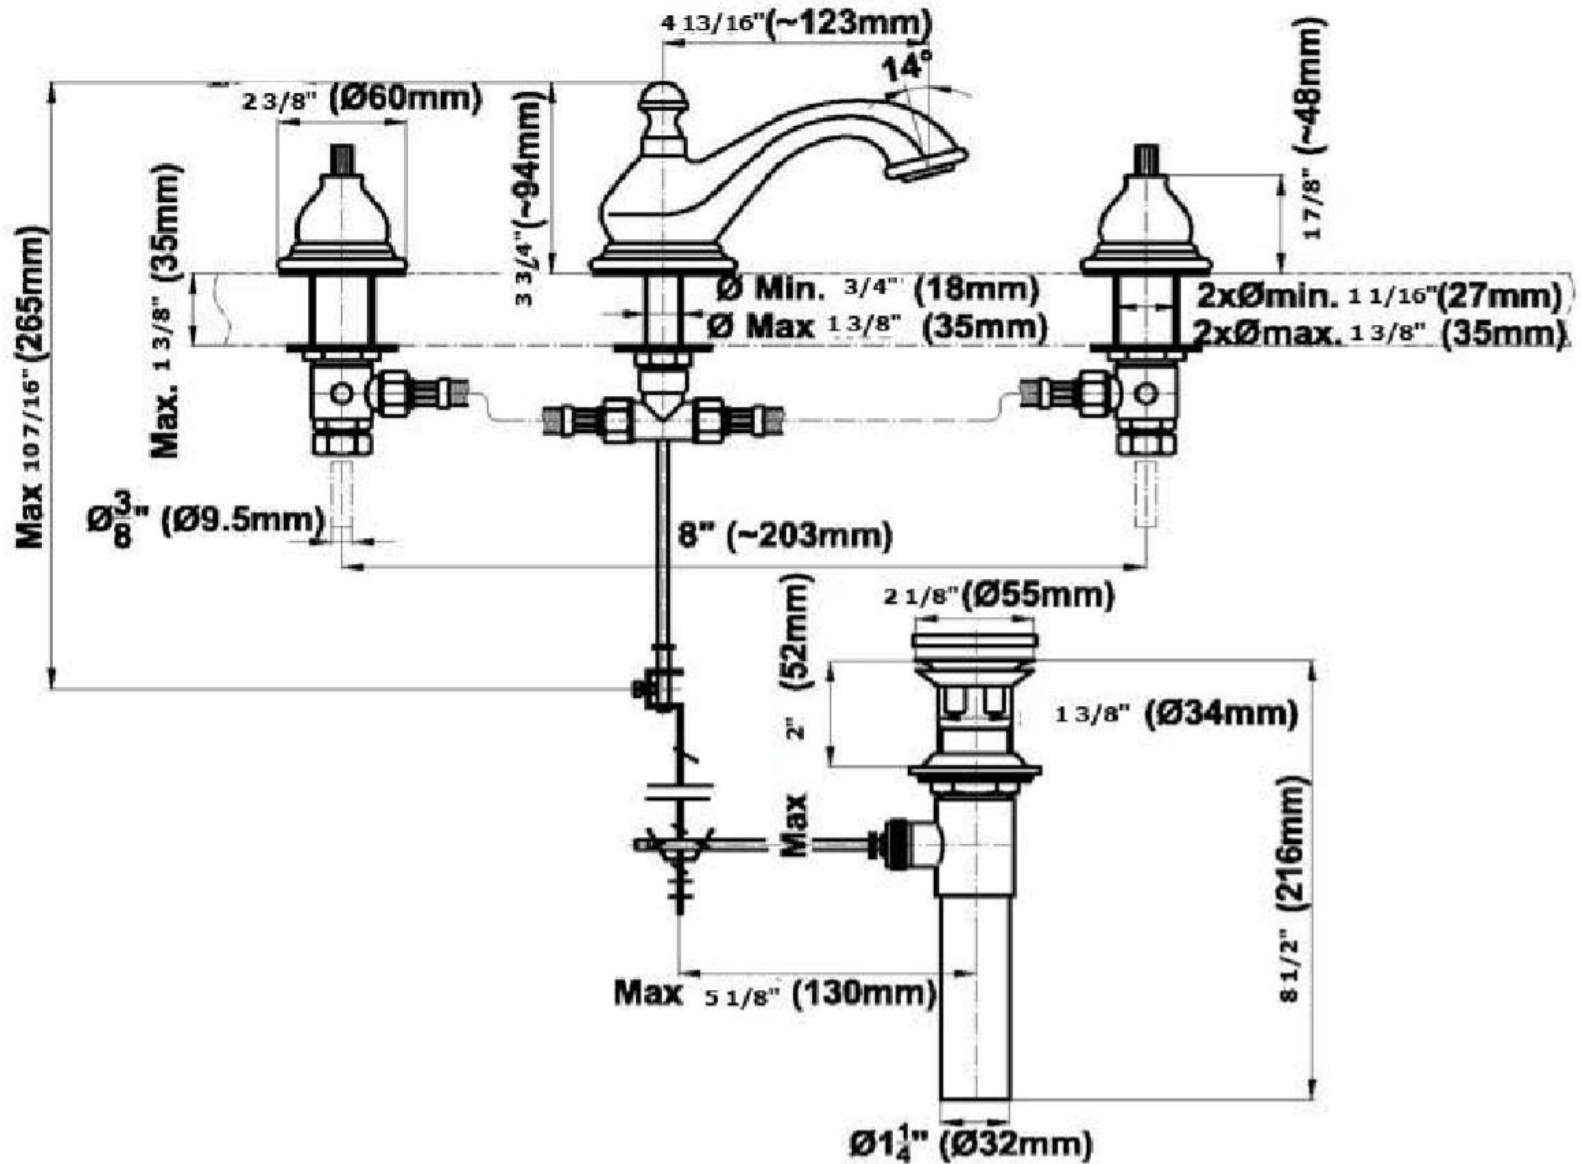 4 13/16" (~123mm)
14°
2 3/8" (Ø60mm)
3 3/4" (~94mm)
1 7/8" (~48mm)
Max. 1 3/8" (35mm)
Max 10 7/16" (265mm)
Ø Min. 3/4" (18mm)
Ø Max 1 3/8" (35mm)
2xØmin. 1 1/16" (27mm)
2xØmax. 1 3/8" (35mm)
Ø3/8" (Ø9.5mm)
8" (~203mm)
2 1/8" (Ø55mm)
Max 2" (52mm)
1 3/8" (Ø34mm)
8 1/2" (216mm)
Max 5 1/8" (130mm)
Ø1 1/4" (Ø32mm)